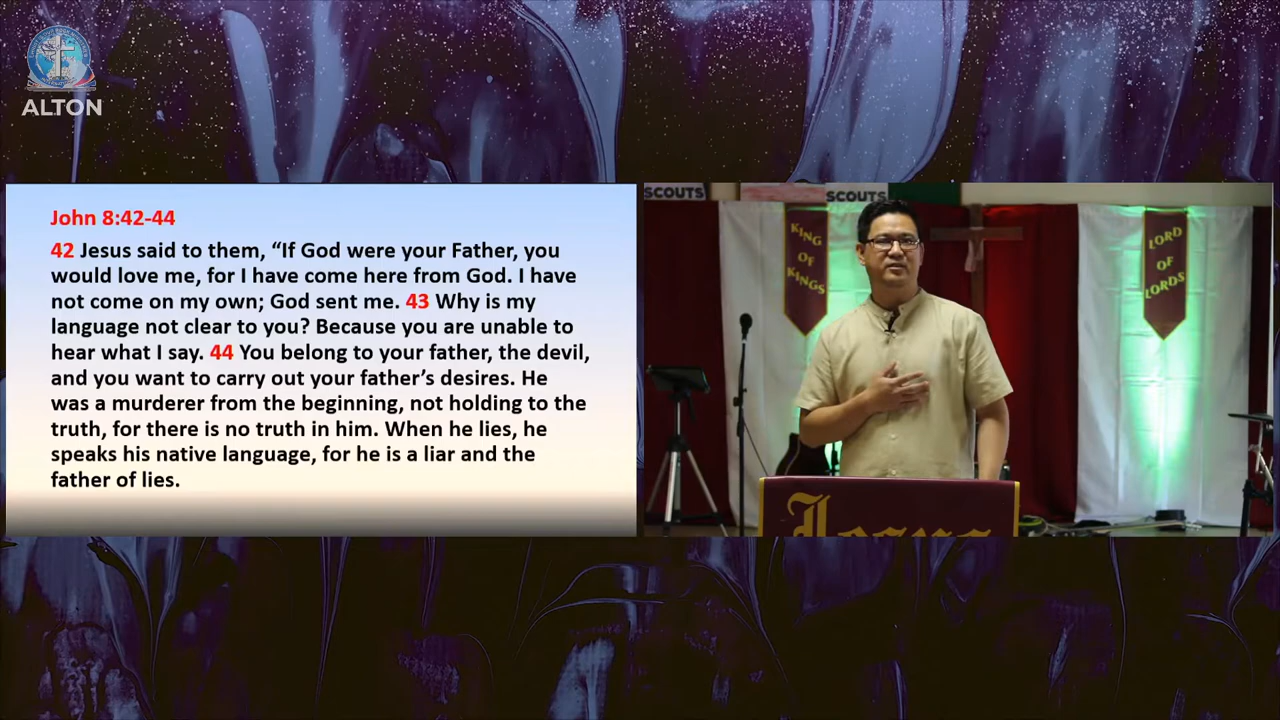 ALTON
John 8:42-44
42 Jesus said to them, “If God were your Father, you
would love me, for I have come here from God. I have
not come on my own; God sent me. 43 Why is my
language not clear to you? Because you are unable to
hear what I say. 44 You belong to your father, the devil,
and you want to carry out your father’s desires. He
was a murderer from the beginning, not holding to the
truth, for there is no truth in him. When he lies, he
speaks his native language, for he is a liar and the
father of lies.
SCOUTS
SCOUTS
KING
OF
KINGS
LORD
OF
LORDS
Jesus